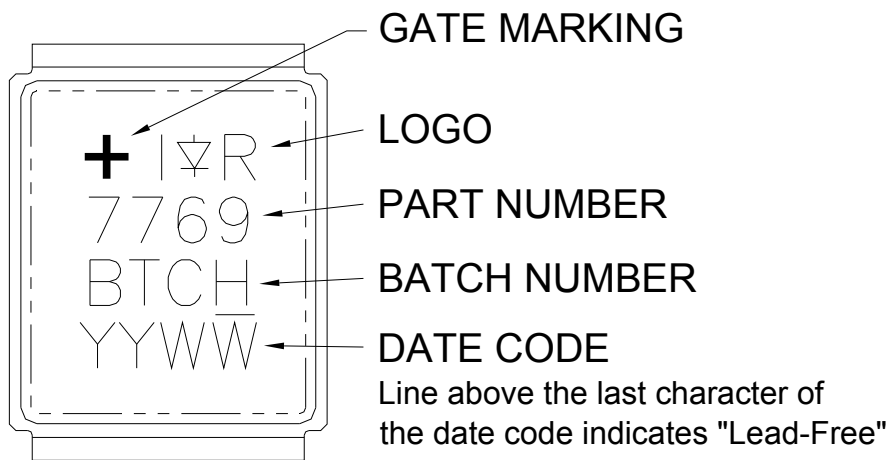 GATE MARKING
I R
LOGO
7769
PART NUMBER
BTCH
BATCH NUMBER
YYWW
DATE CODE
Line above the last character of
the date code indicates "Lead-Free"